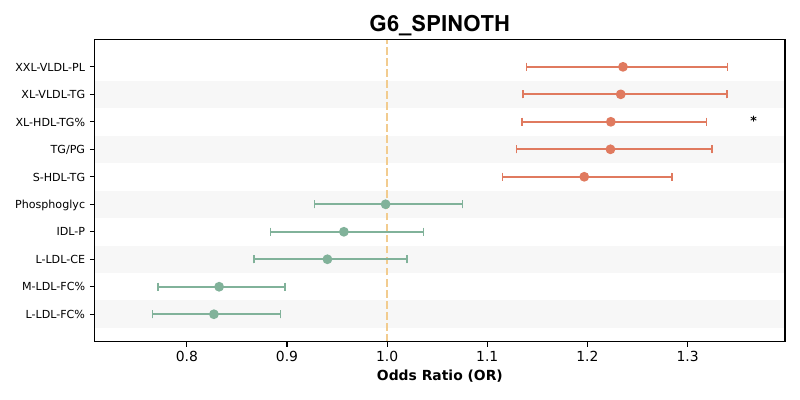 G6_SPINOTH
XXL-VLDL-PL
XL-VLDL-TG
XL-HDL-TG%
*
TG/PG
S-HDL-TG
Phosphoglyc
IDL-P
L-LDL-CE
M-LDL-FC%
L-LDL-FC%
0.8 0.9 1.0 1.1 1.2 1.3
Odds Ratio (OR)